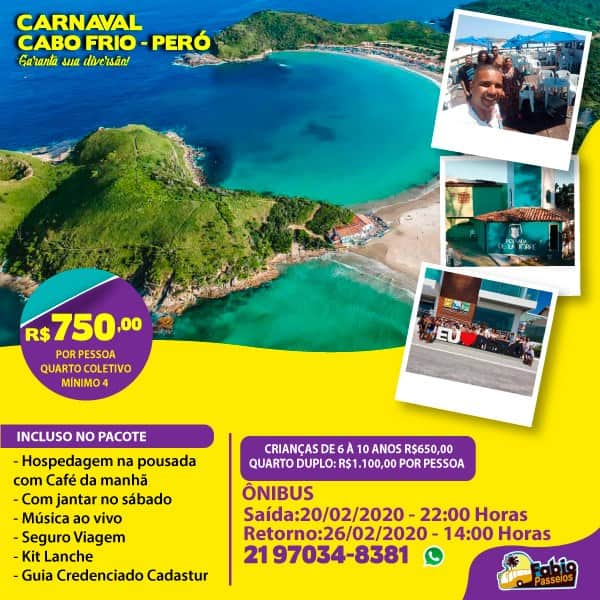 CARNAVAL
CABO FRIO - PERÓ
Garanta sua diversão!
POUSADA
EU
R$750,00
POR PESSOA
QUARTO COLETIVO
MÍNIMO 4
INCLUSO NO PACOTE
- Hospedagem na pousada
com Café da manhã
- Com jantar no sábado
- Música ao vivo
- Seguro Viagem
- Kit Lanche
- Guia Credenciado Cadastur
CRIANÇAS DE 6 À 10 ANOS R$650,00
QUARTO DUPLO: R$1.100,00 POR PESSOA
ÔNIBUS
Saída:20/02/2020 - 22:00 Horas
Retorno:26/02/2020 - 14:00 Horas
21 97034-8381
Fabio
Passeios